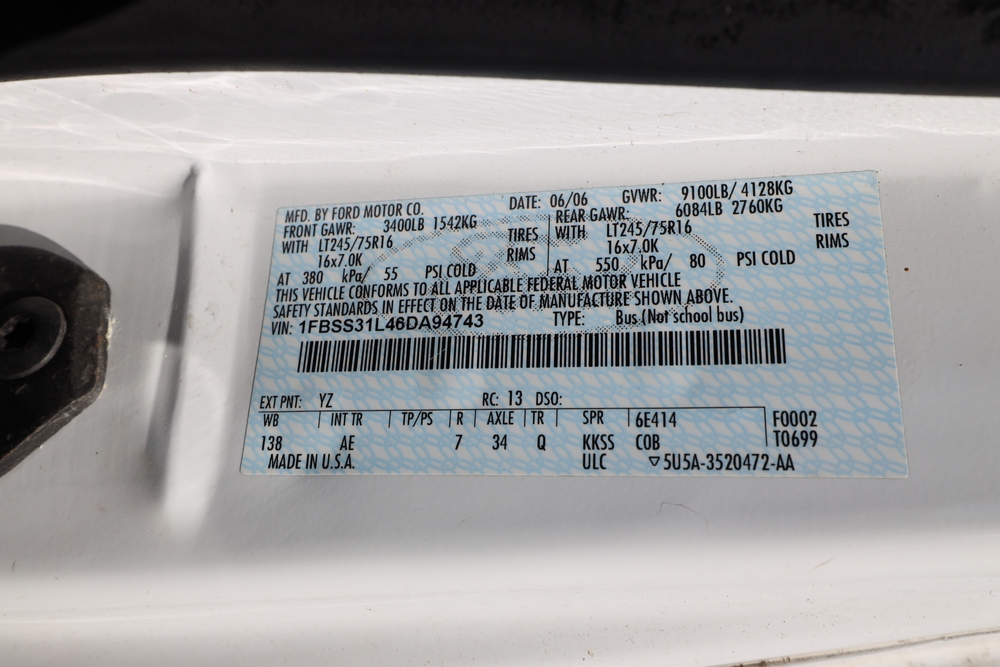 MFD. BY FORD MOTOR CO. DATE: 06/06 GVWR: 9100LB/ 4128KG
FRONT GAWR: 3400LB 1542KG REAR GAWR: 6084LB 2760KG
WITH LT245/75R16 TIRES WITH LT245/75R16 TIRES
16x7.0K RIMS 16x7.0K RIMS
AT 380 kPa/ 55 PSI COLD AT 550 kPa/ 80 PSI COLD
THIS VEHICLE CONFORMS TO ALL APPLICABLE FEDERAL MOTOR VEHICLE
SAFETY STANDARDS IN EFFECT ON THE DATE OF MANUFACTURE SHOWN ABOVE.
VIN: 1FBSS31L46DA94743 TYPE: Bus (Not school bus)
EXT PNT: YZ RC: 13 DSO:
WB INT TR TP/PS R AXLE TR SPR 6E414 F0002
138 AE 7 34 Q KKSS COB T0699
MADE IN U.S.A. ULC ▽5U5A-3520472-AA